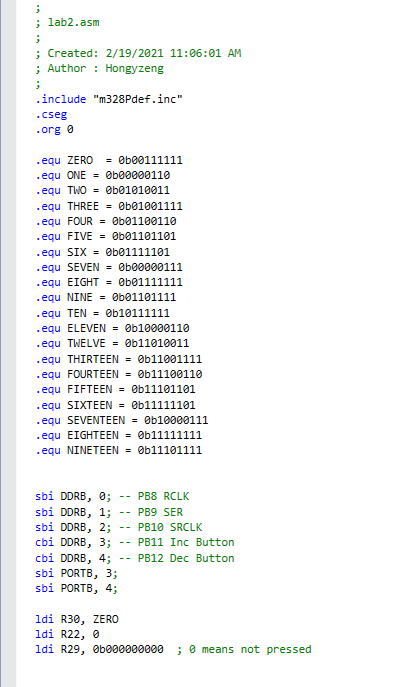 ;
; lab2.asm
;
; Created: 2/19/2021 11:06:01 AM
; Author : Hongyzeng
;
.include "m328Pdef.inc"
.cseg
.org 0
.equ ZERO  = 0b00111111
.equ ONE = 0b00000110
.equ TWO = 0b01010011
.equ THREE = 0b01001111
.equ FOUR = 0b01100110
.equ FIVE = 0b01101101
.equ SIX = 0b01111101
.equ SEVEN = 0b00000111
.equ EIGHT = 0b01111111
.equ NINE = 0b01101111
.equ TEN = 0b10111111
.equ ELEVEN = 0b10000110
.equ TWELVE = 0b11010011
.equ THIRTEEN = 0b11001111
.equ FOURTEEN = 0b11100110
.equ FIFTEEN = 0b11101101
.equ SIXTEEN = 0b11111101
.equ SEVENTEEN = 0b10000111
.equ EIGHTEEN = 0b11111111
.equ NINETEEN = 0b11101111
sbi DDRB, 0; -- PB8 RCLK
sbi DDRB, 1; -- PB9 SER
sbi DDRB, 2; -- PB10 SRCLK
cbi DDRB, 3; -- PB11 Inc Button
cbi DDRB, 4; -- PB12 Dec Button
sbi PORTB, 3;
sbi PORTB, 4;
ldi R30, ZERO
ldi R22, 0
ldi R29, 0b000000000  ; 0 means not pressed